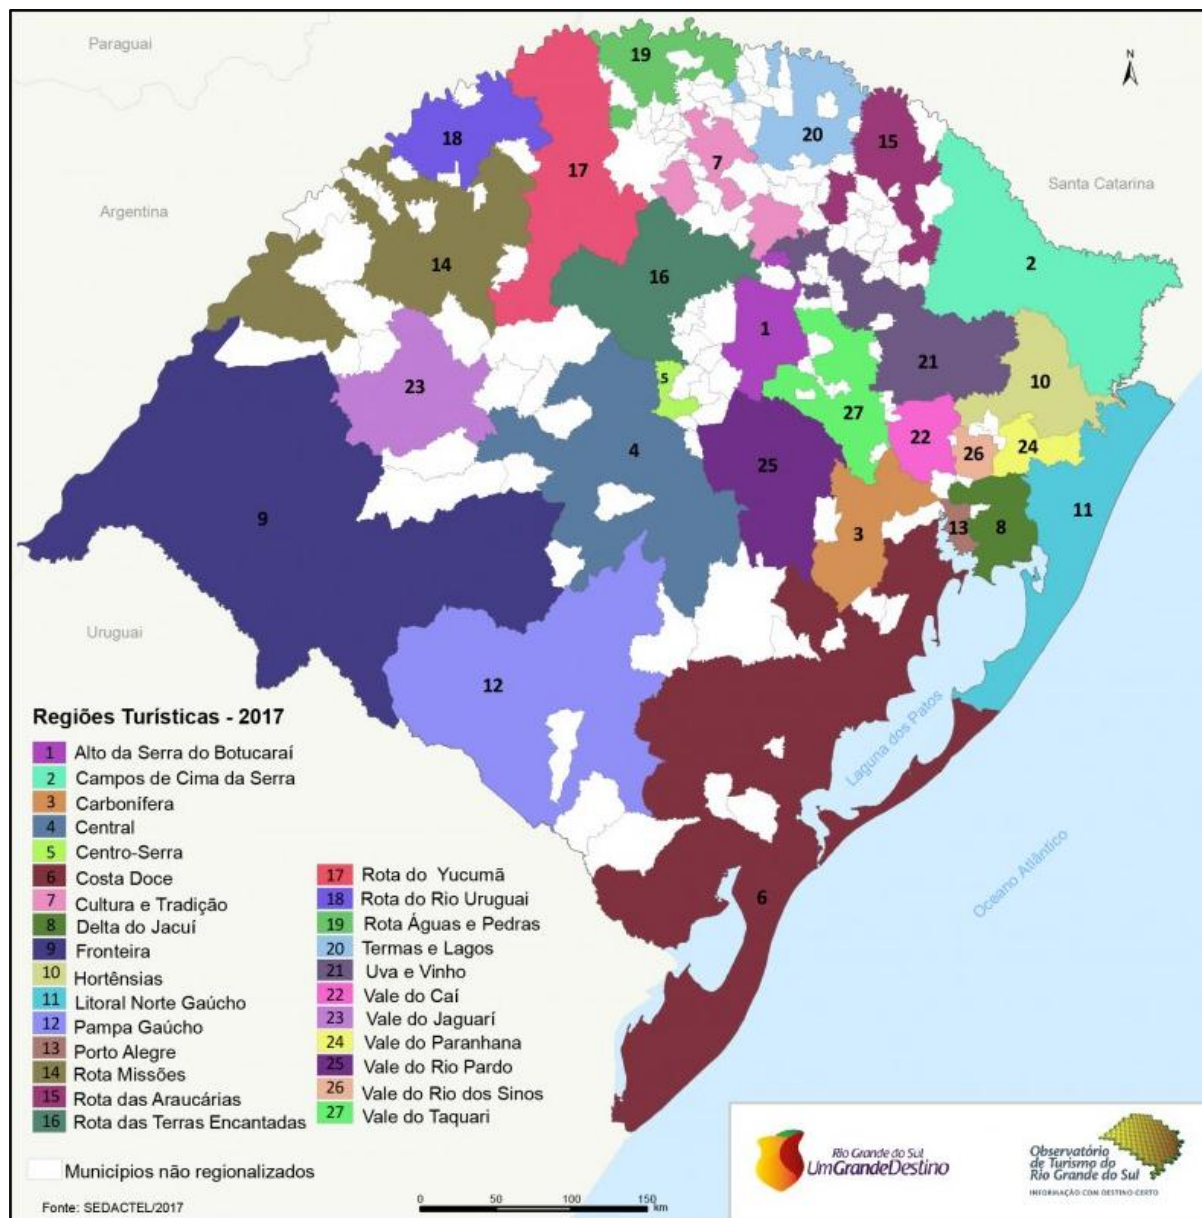 Paraguai
19
N
18
20
15
17
7
Santa Catarina
Argentina
14
16
2
1
5
21
10
23
27
22
24
4
25
26
9
3
13
8
11
Uruguai
12
Laguna dos Patos
Oceano Atlântico
6
Regiões Turísticas - 2017
1 Alto da Serra do Botucaraí
2 Campos de Cima da Serra
3 Carbonífera
4 Central
5 Centro-Serra
6 Costa Doce
7 Cultura e Tradição
8 Delta do Jacuí
9 Fronteira
10 Hortênsias
11 Litoral Norte Gaúcho
12 Pampa Gaúcho
13 Porto Alegre
14 Rota Missões
15 Rota das Araucárias
16 Rota das Terras Encantadas
17 Rota do Yucumã
18 Rota do Rio Uruguai
19 Rota Águas e Pedras
20 Termas e Lagos
21 Uva e Vinho
22 Vale do Caí
23 Vale do Jaguarí
24 Vale do Paranhana
25 Vale do Rio Pardo
26 Vale do Rio dos Sinos
27 Vale do Taquari
Municípios não regionalizados
Fonte: SEDACTEL/2017
0 50 100 150
km
Rio Grande do Sul
UmGrandeDestino
Observatório
de Turismo do
Rio Grande do Sul
INFORMAÇÃO COM DESTINO CERTO